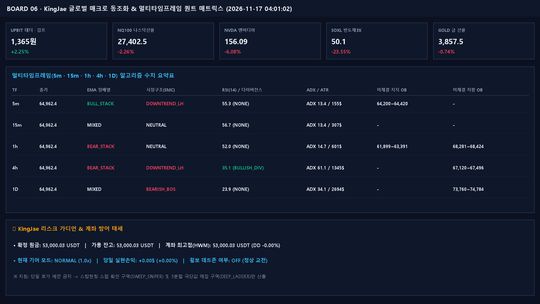 BOARD 06 · KingJae 글로벌 매크로 동조화 & 멀티타임프레임 퀀트 매트릭스 (2026-11-17 04:01:02)
UPBIT 테더
1,365원
+2.25%
NQ100 나스닥선물
27,402.5
-2.26%
NVDA 엔비디아
156.09
-6.08%
SOXL 반도체3X
50.1
-23.55%
GOLD 금 선물
3,857.5
-0.74%
멀티타임프레임(5m · 15m · 1h · 4h · 1D) 알고리즘 수치 요약표
TF 종가 EMA 정배열 시장구조(SMC) RSI(14) / 다이버전스 ADX / ATR 미체결 지지 OB 미체결 저항 OB
5m 64,962.4 BULL_STACK DOWNTREND_LH 55.9 (NONE) ADX 13.4 / 155$ 64,200~64,420 -
15m 64,962.4 MIXED NEUTRAL 56.7 (NONE) ADX 13.4 / 307$ - -
1h 64,962.4 BEAR_STACK NEUTRAL 52.0 (NONE) ADX 14.7 / 601$ 61,899~63,391 68,281~68,424
4h 64,962.4 BEAR_STACK DOWNTREND_LH 35.1 (BULLISH_DIV) ADX 61.1 / 1345$ - 67,120~67,496
1D 64,962.4 MIXED BEARISH_BOS 23.9 (NONE) ADX 34.1 / 2694$ - 73,760~74,784
KingJae 리스크 가디언 & 계좌 방어 태세
• 확정 원금: 53,000.03 USDT | 가용 잔고: 53,000.03 USDT | 계좌 최고점(HWM): 53,000.03 USDT (DD -0.00%)
• 현재 기어 모드: NORMAL (1.0x) | 당일 실현손익: +0.00$ (+0.00%) | 휩쏘 데드존 여부: OFF (정상 교전)